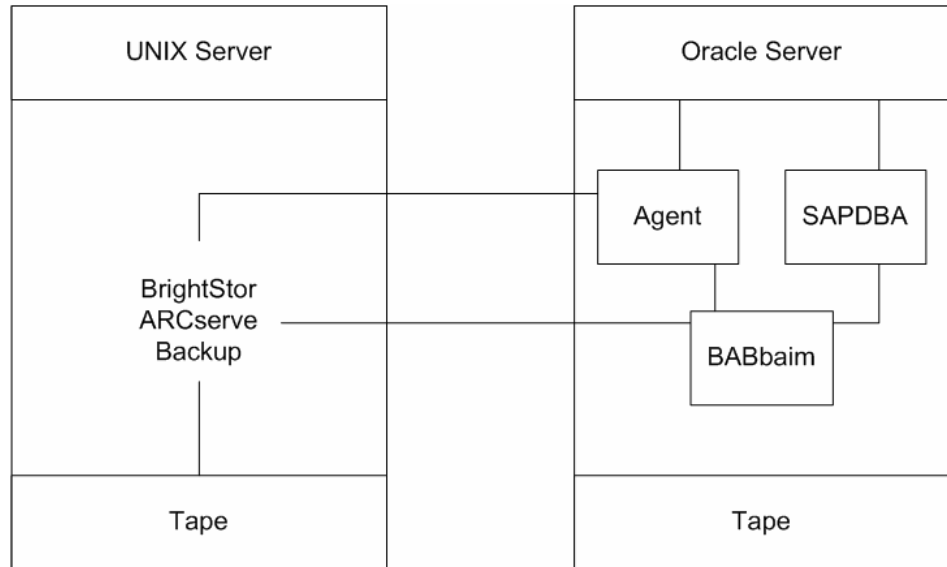 UNIX Server
Oracle Server
Agent
SAPDBA
BrightStor
ARCserve
Backup
BABbaim
Tape
Tape